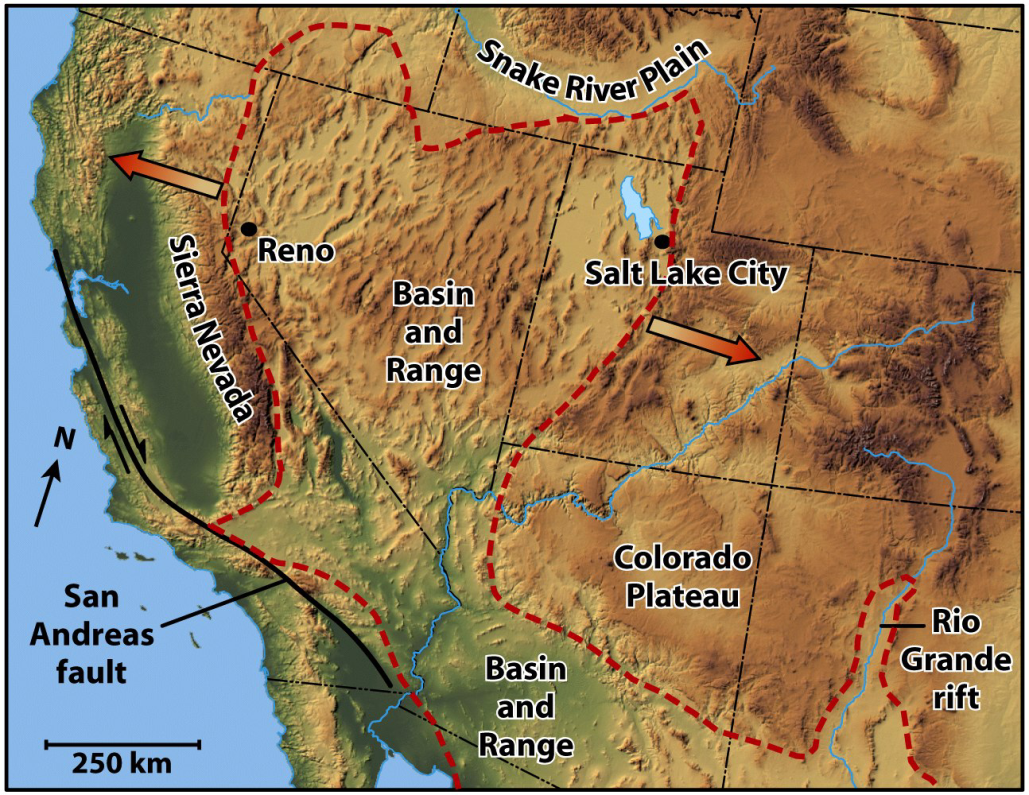 Snake River Plain
Reno
Sierra Nevada
Salt Lake City
Basin
and
Range
N
Colorado
Plateau
San
Andreas
fault
Basin
and
Range
Rio
Grande
rift
250 km